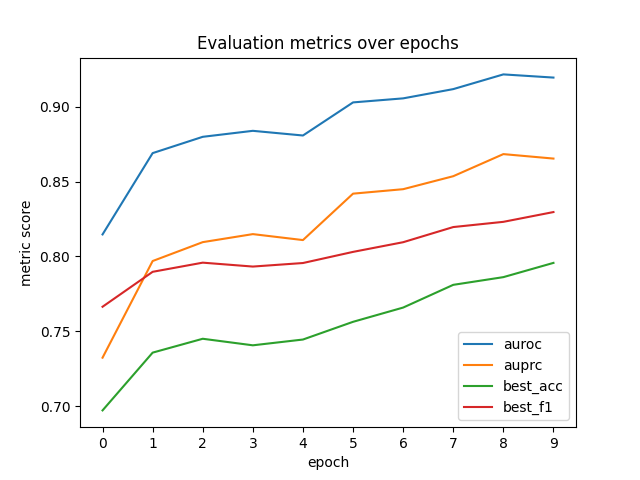 Evaluation metrics over epochs
metric score
0.90
0.85
0.80
0.75
0.70
auroc
auprc
best_acc
best_f1
0 1 2 3 4 5 6 7 8 9
epoch